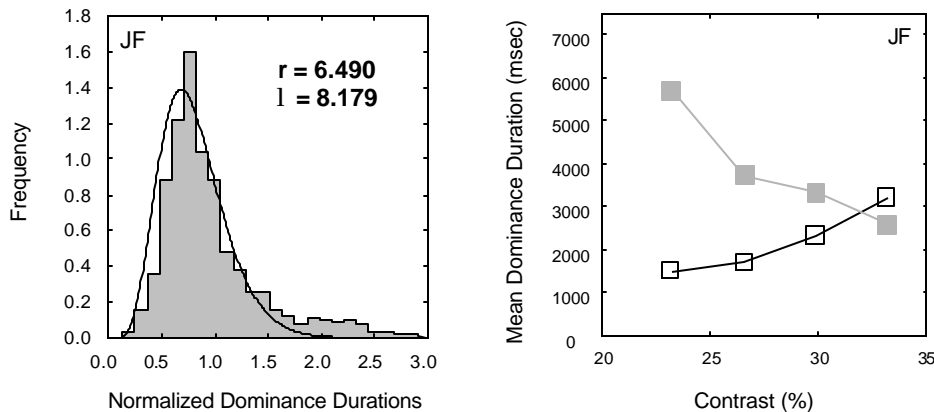 JF
r = 6.490
l = 8.179
Frequency
1.8
1.6
1.4
1.2
1.0
0.8
0.6
0.4
0.2
0.0
0.0 0.5 1.0 1.5 2.0 2.5 3.0
Normalized Dominance Durations
JF
Mean Dominance Duration (msec)
7000
6000
5000
4000
3000
2000
1000
0
20 25 30 35
Contrast (%)